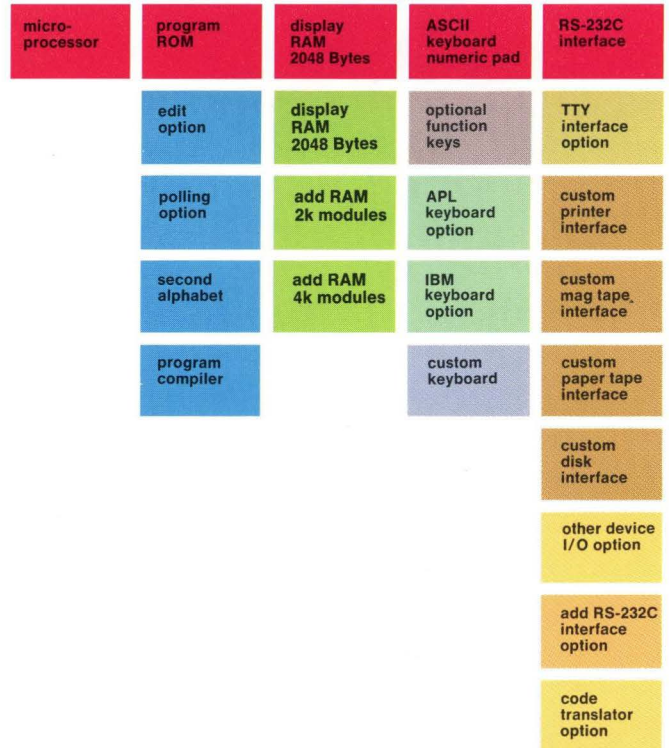 micro-
processor
program
ROM
display
RAM
2048 Bytes
ASCII
keyboard
numeric pad
RS-232C
interface
edit
option
display
RAM
2048 Bytes
optional
function
keys
TTY
interface
option
polling
option
add RAM
2k modules
APL
keyboard
option
custom
printer
interface
second
alphabet
add RAM
4k modules
IBM
keyboard
option
custom
mag tape
interface
program
compiler
custom
keyboard
custom
paper tape
interface
custom
disk
interface
other device
I/O option
add RS-232C
interface
option
code
translator
option